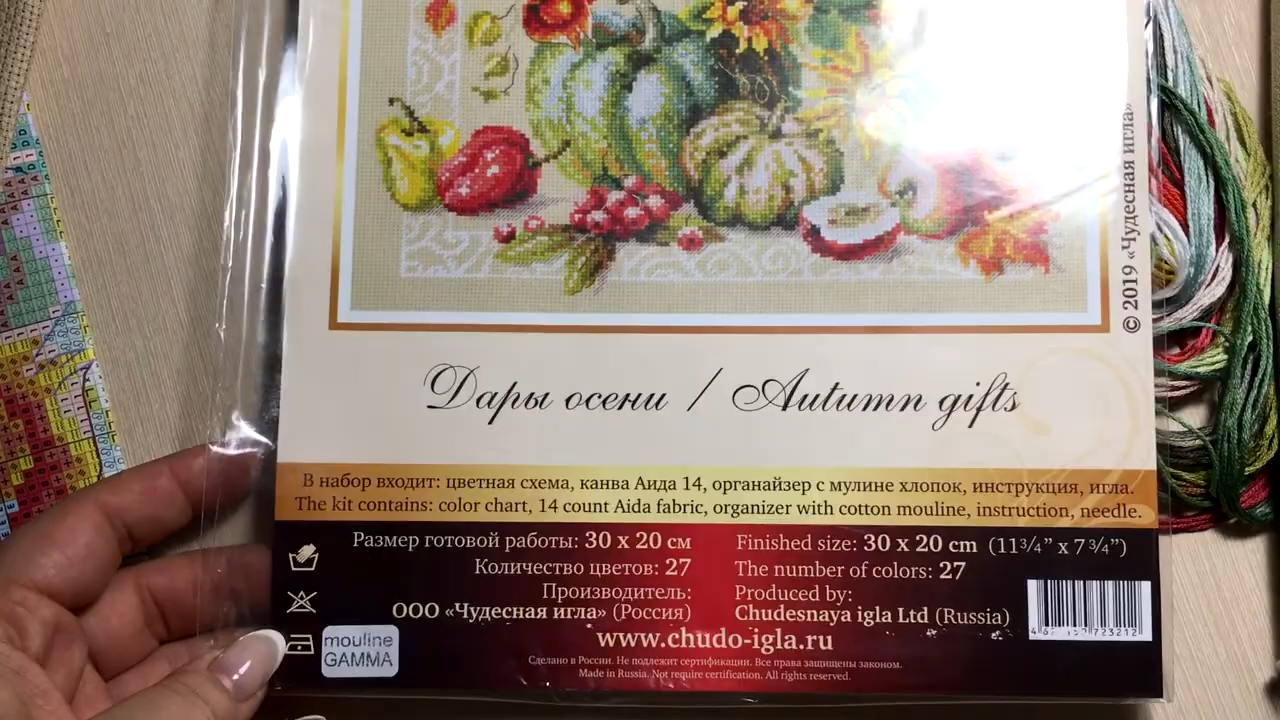 © 2019 «Чудесная игла»
Дары осени / Autumn gifts
В набор входит: цветная схема, канва Аида 14, органайзер с мулине хлопок, инструкция, игла.
The kit contains: color chart, 14 count Aida fabric, organizer with cotton mouline, instruction, needle.
Размер готовой работы: 30 х 20 см
Количество цветов: 27
Производитель:
ООО «Чудесная игла» (Россия)
Finished size: 30 x 20 cm (11 3/4” x 7 3/4”)
The number of colors: 27
Produced by:
Chudesnaya igla Ltd (Russia)
www.chudo-igla.ru
mouline
GAMMA
Сделано в России. Не подлежит сертификации. Все права защищены законом.
Made in Russia. Not require certification. All rights reserved.